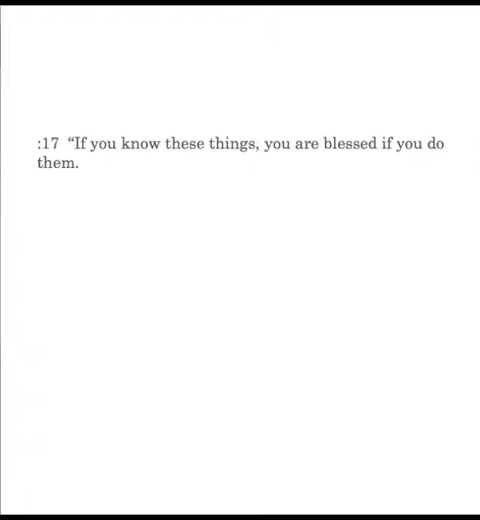 :17 “If you know these things, you are blessed if you do
them.